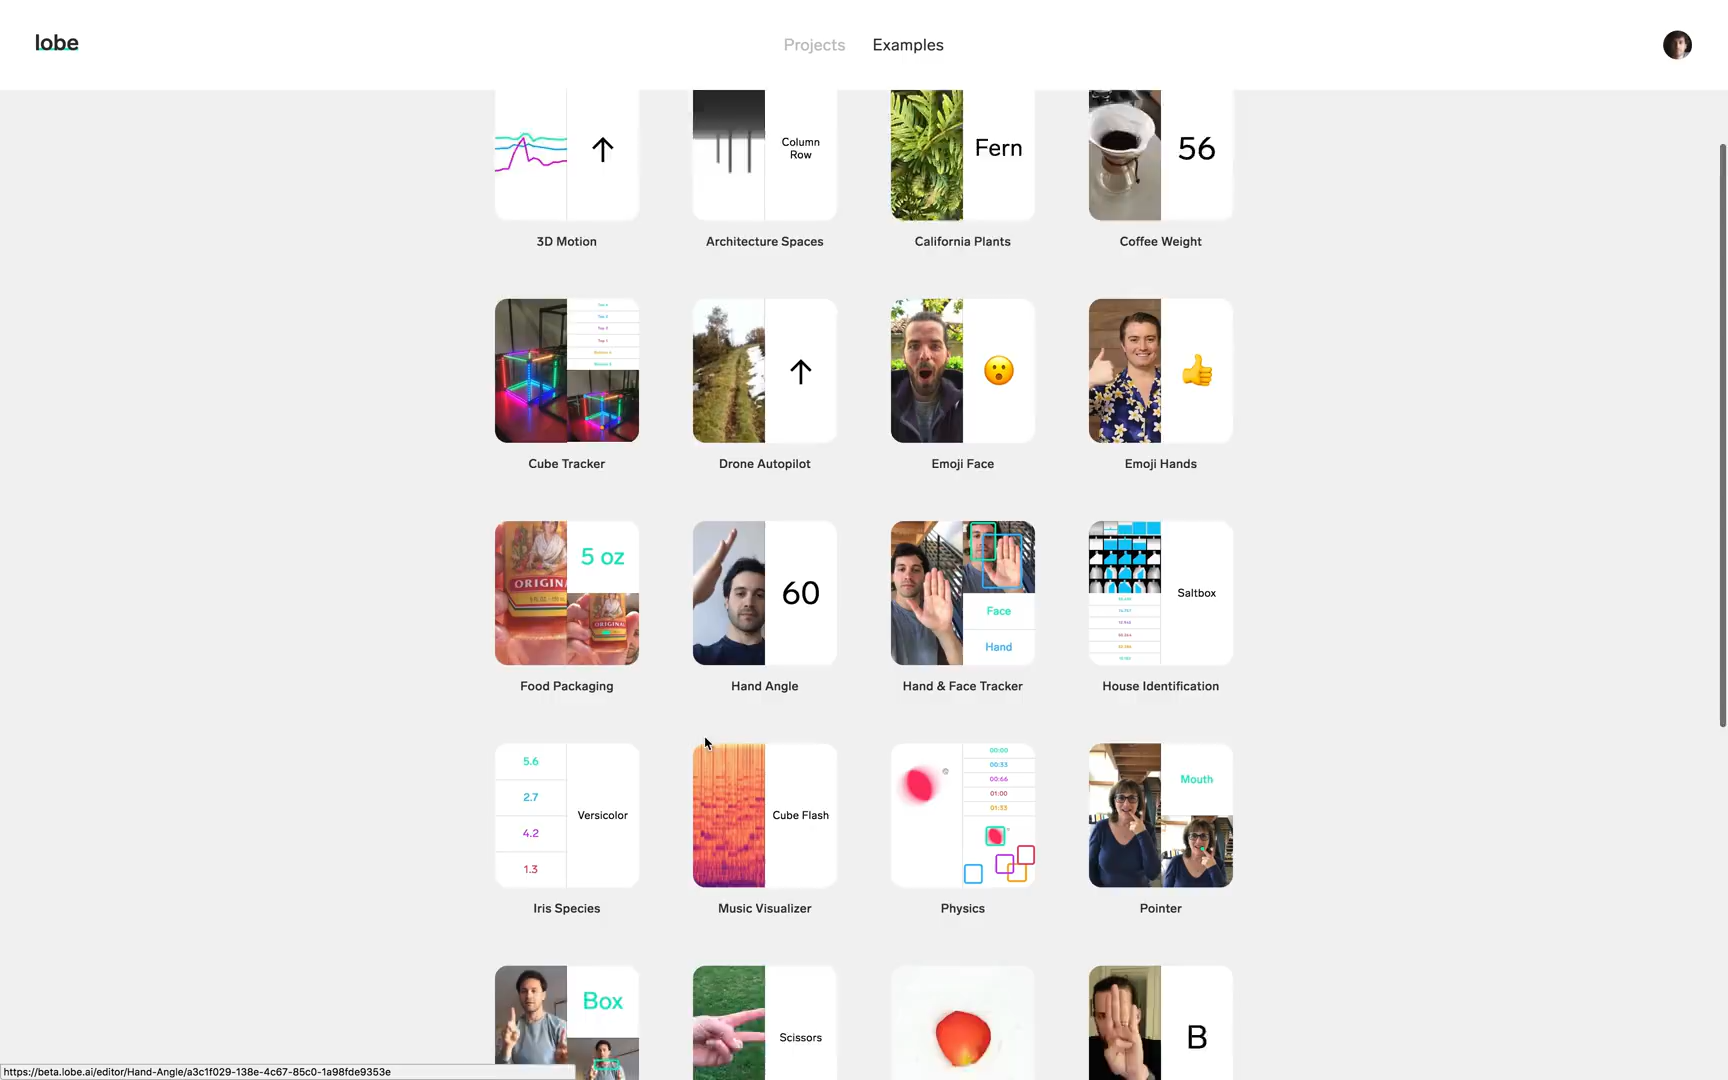 lobe
Projects
Examples
↑
Column
Row
Fern
56
3D Motion
Architecture Spaces
California Plants
Coffee Weight
↑
Cube Tracker
Drone Autopilot
Emoji Face
Emoji Hands
ORIGINAL
5 oz
ORIGINAL
60
Face
Hand
Saltbox
Food Packaging
Hand Angle
Hand & Face Tracker
House Identification
5.6
2.7
4.2
1.3
Versicolor
Cube Flash
00:00
00:33
00:66
01:00
01:33
Mouth
Iris Species
Music Visualizer
Physics
Pointer
Box
Scissors
B
https://beta.lobe.ai/editor/Hand-Angle/a3c1f029-138e-4c67-85c0-1a98fde9353e